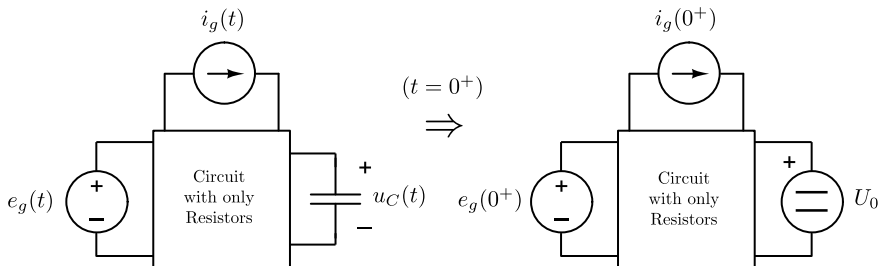 i_g(t)
i_g(0⁺)
(t = 0⁺)
⇒
e_g(t)
+
−
Circuit
with only
Resistors
+
u_C(t)
−
e_g(0⁺)
+
−
Circuit
with only
Resistors
+
U_0